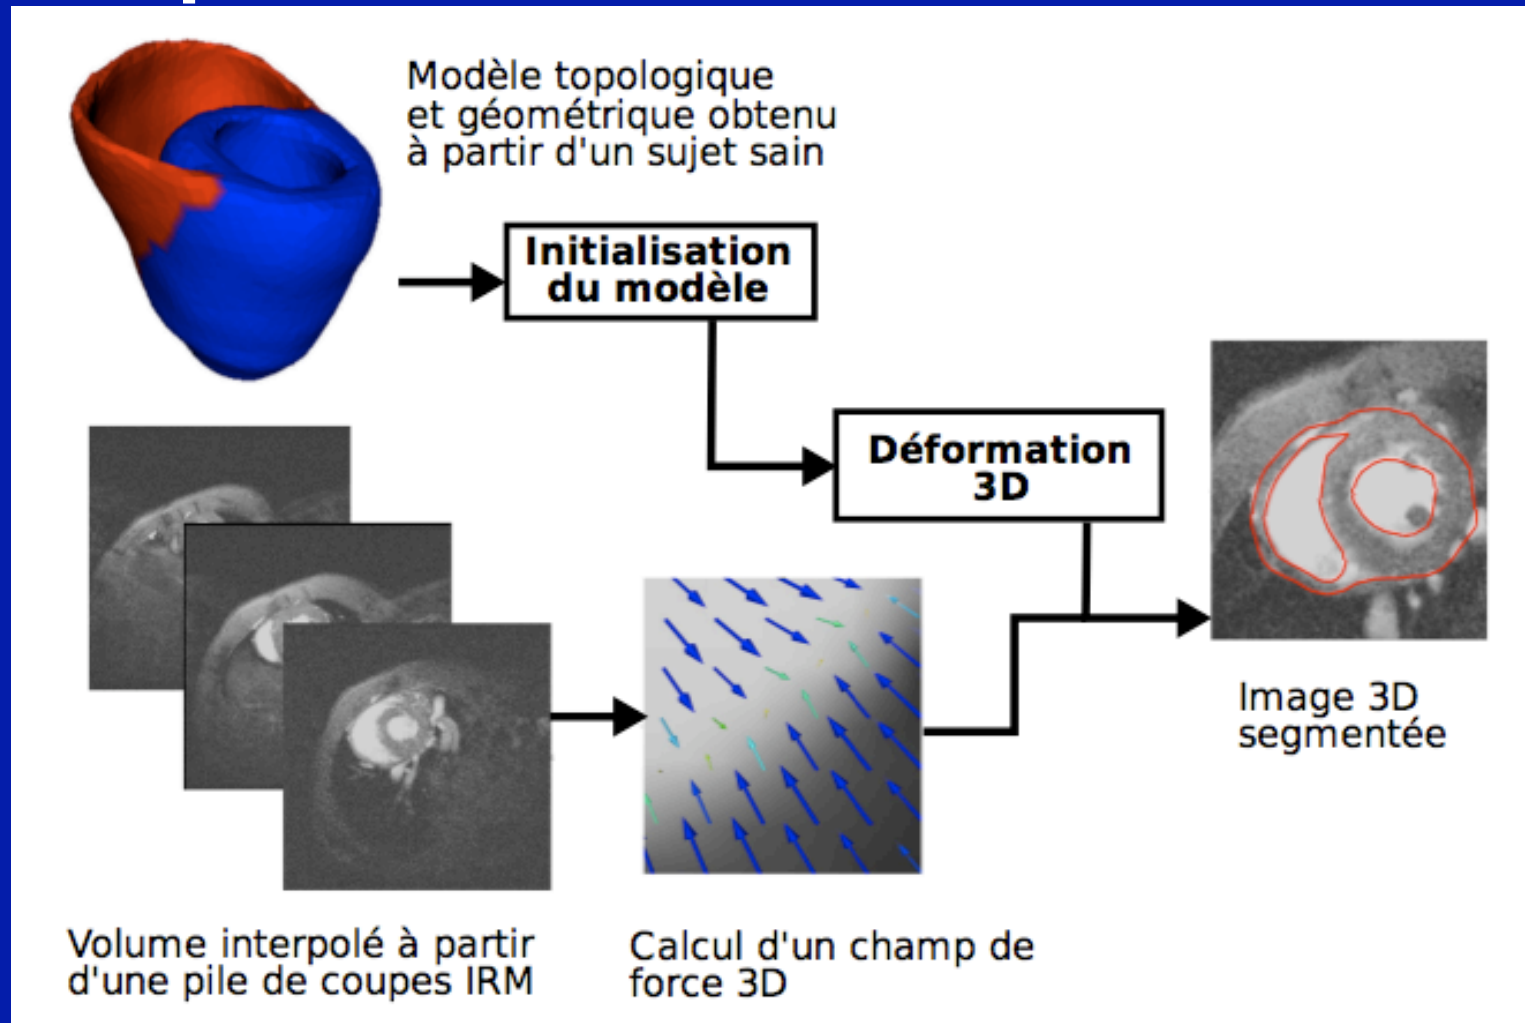 Modèle topologique
et géométrique obtenu
à partir d'un sujet sain
Initialisation
du modèle
Déformation
3D
Image 3D
segmentée
Volume interpolé à partir
d'une pile de coupes IRM
Calcul d'un champ de
force 3D